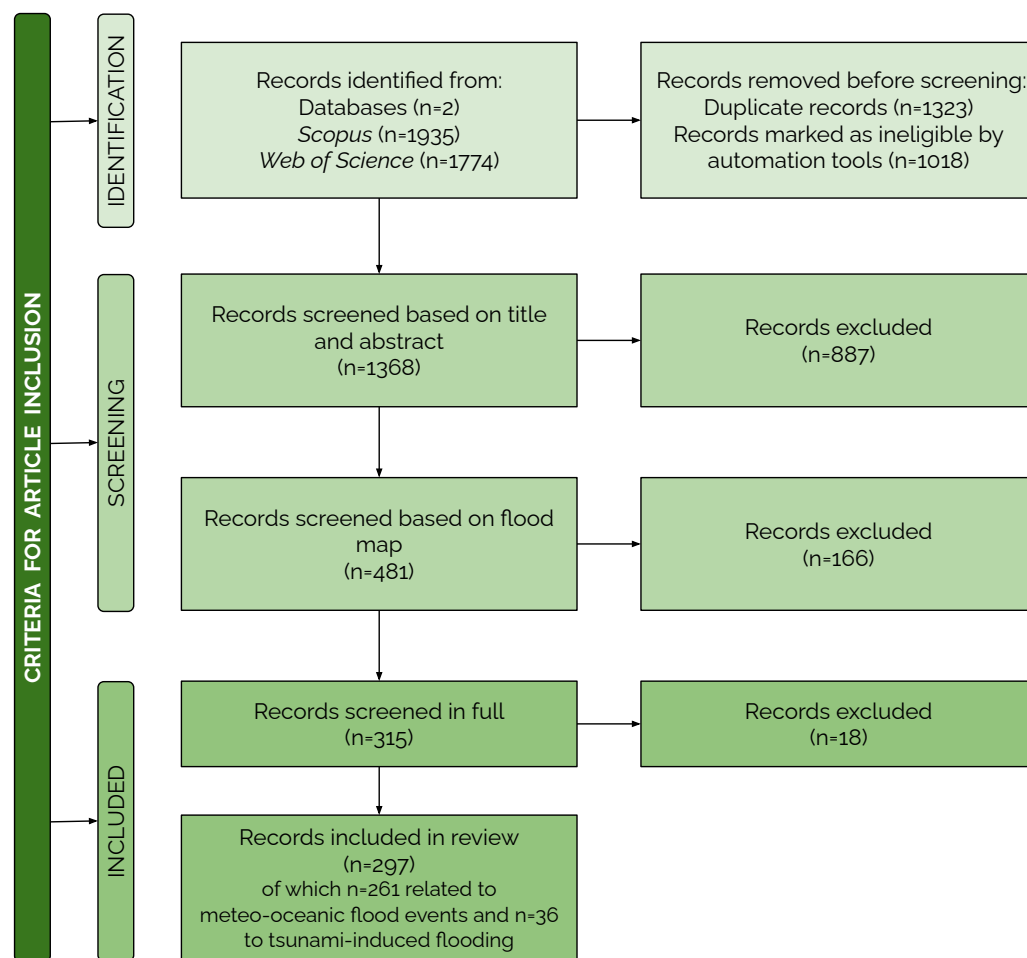 CRITERIA FOR ARTICLE INCLUSION
IDENTIFICATION
Records identified from:
Databases (n=2)
Scopus (n=1935)
Web of Science (n=1774)
Records removed before screening:
Duplicate records (n=1323)
Records marked as ineligible by
automation tools (n=1018)
SCREENING
Records screened based on title
and abstract
(n=1368)
Records excluded
(n=887)
Records screened based on flood
map
(n=481)
Records excluded
(n=166)
INCLUDED
Records screened in full
(n=315)
Records excluded
(n=18)
Records included in review
(n=297)
of which n=261 related to
meteo-oceanic flood events and n=36
to tsunami-induced flooding